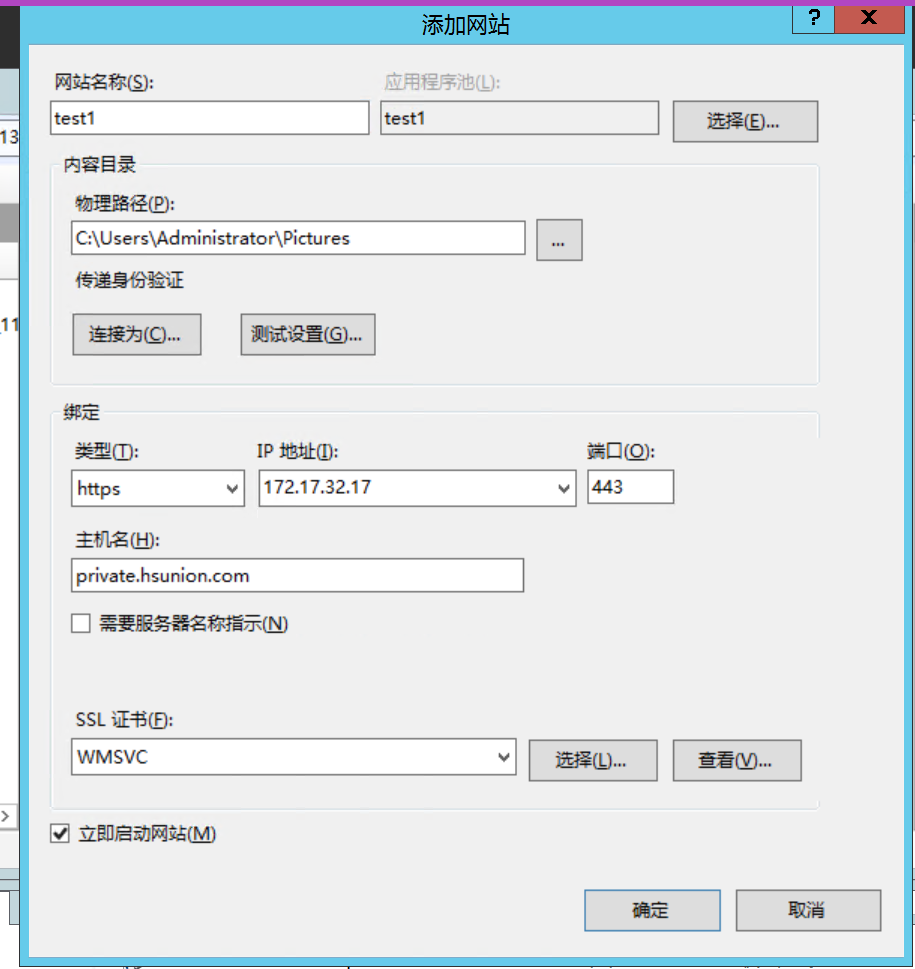 添加网站
? X
网站名称(S): 应用程序池(L):
test1 test1 选择(E)...
13
内容目录
物理路径(P):
C:\Users\Administrator\Pictures ...
传递身份验证
_11
连接为(C)... 测试设置(G)...
绑定
类型(T): IP 地址(I): 端口(O):
https 172.17.32.17 443
主机名(H):
private.hsunion.com
需要服务器名称指示(N)
SSL 证书(F):
WMSVC 选择(L)... 查看(V)...
立即启动网站(M)
确定 取消